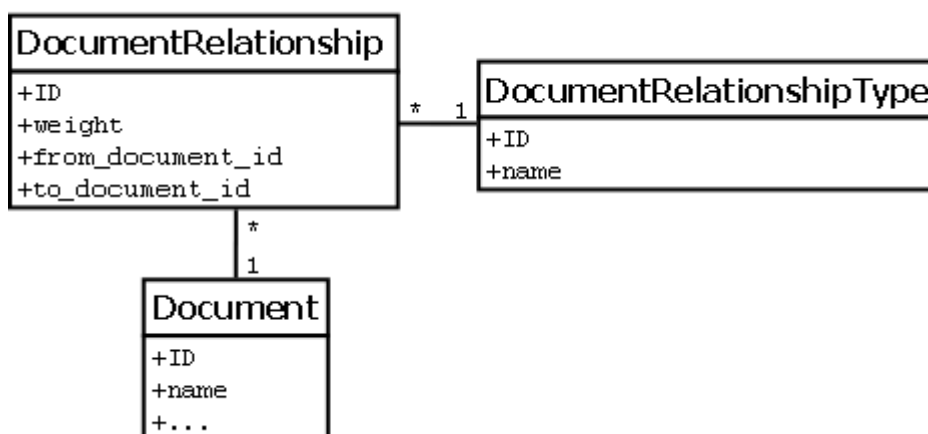 DocumentRelationship
+ID
+weight
+from_document_id
+to_document_id
* 1
DocumentRelationshipType
+ID
+name
*
1
Document
+ID
+name
+...